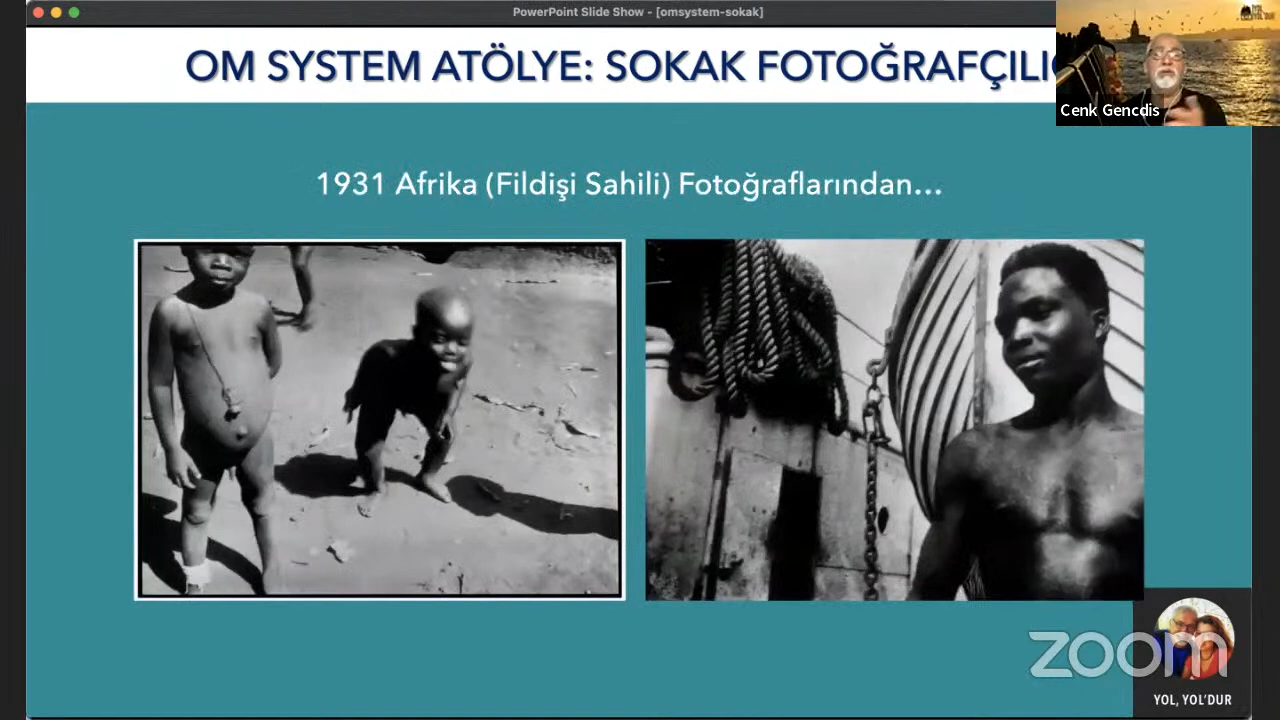 PowerPoint Slide Show - [omsystem-sokak]
OM SYSTEM ATÖLYE: SOKAK FOTOĞRAFÇILI
Cenk Gencdis
1931 Afrika (Fildişi Sahili) Fotoğraflarından...
zoom
YOL, YOL'DUR